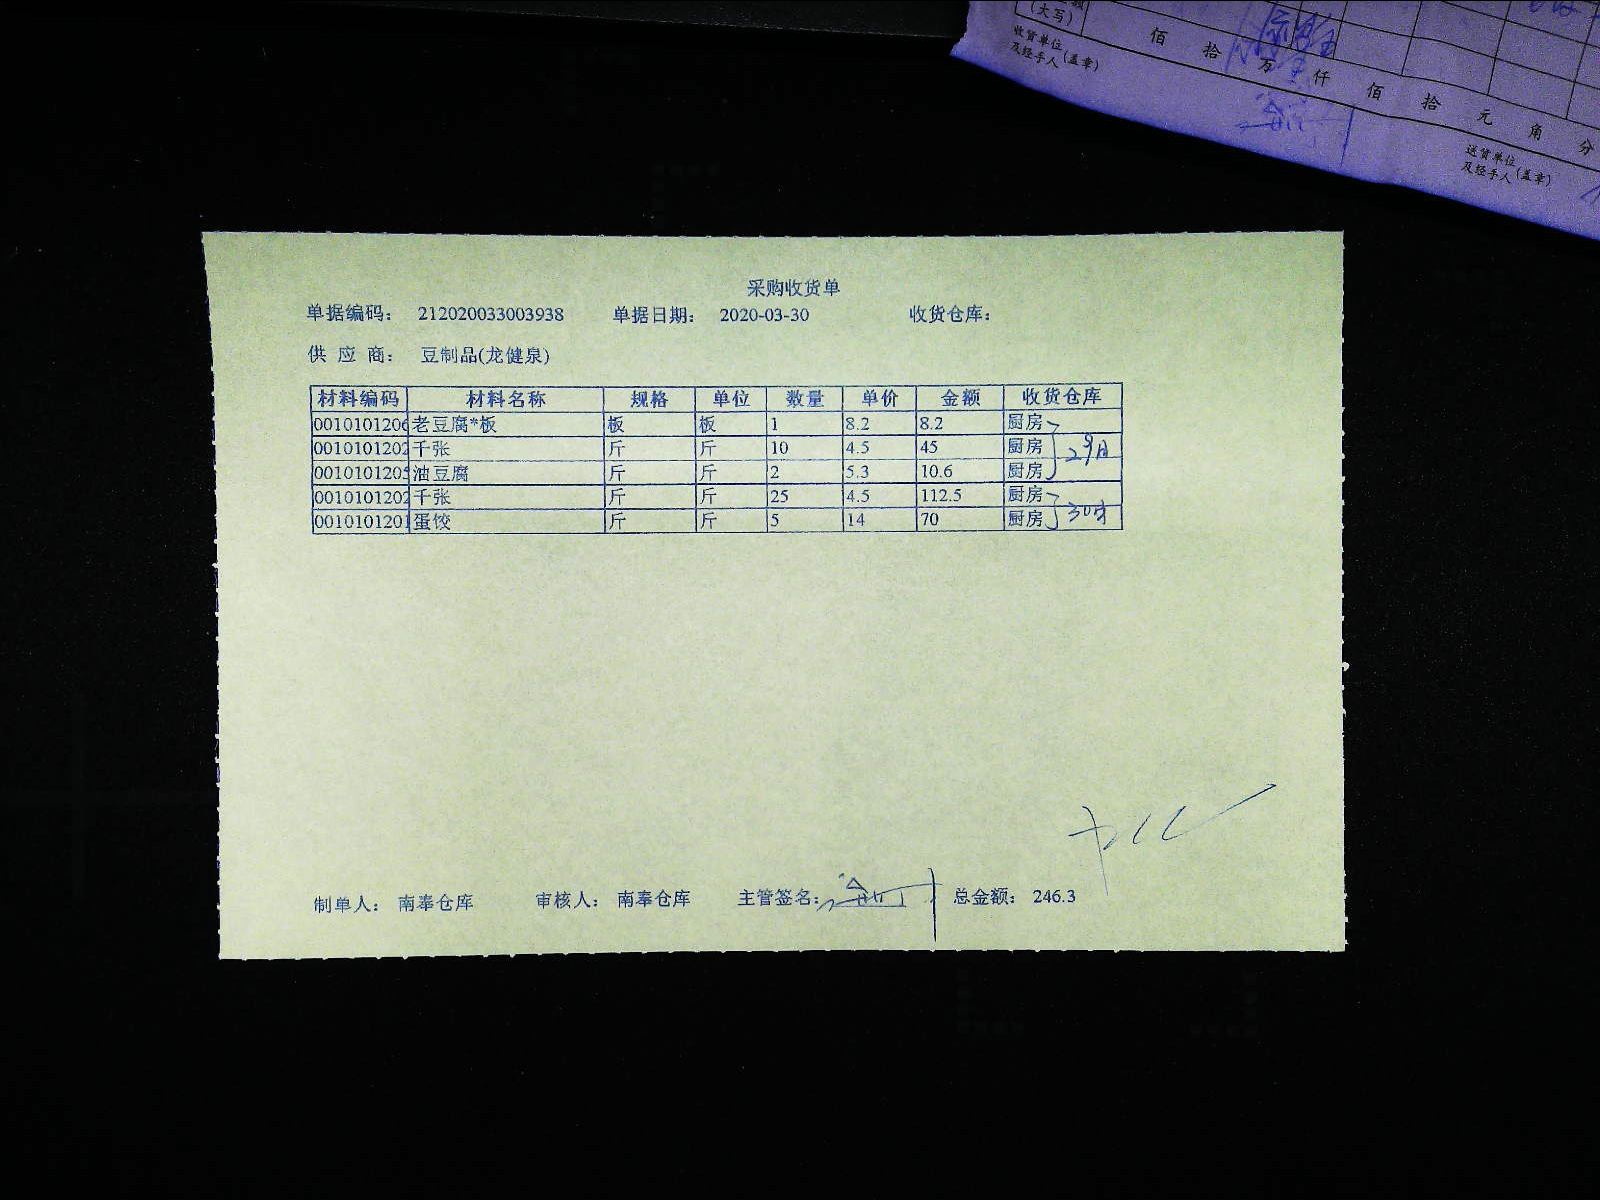 (大写)
佰 拾 万 仟 佰 拾 元 角 分
收货单位
及经手人(盖章)
送货单位
及经手人(盖章)
采购收货单
单据编码: 212020033003938 单据日期: 2020-03-30 收货仓库:
供 应 商: 豆制品(龙健泉)
材料编码 材料名称 规格 单位 数量 单价 金额 收货仓库
0010101206 老豆腐*板 板 板 1 8.2 8.2 厨房
0010101202 千张 斤 斤 10 4.5 45 厨房 29日
001010120 油豆腐 斤 斤 2 5.3 10.6 厨房
0010101202 千张 斤 斤 25 4.5 112.5 厨房
0010101201 蛋饺 斤 斤 5 14 70 厨房 30日
制单人: 南奉仓库 审核人: 南奉仓库 主管签名: 总金额: 246.3